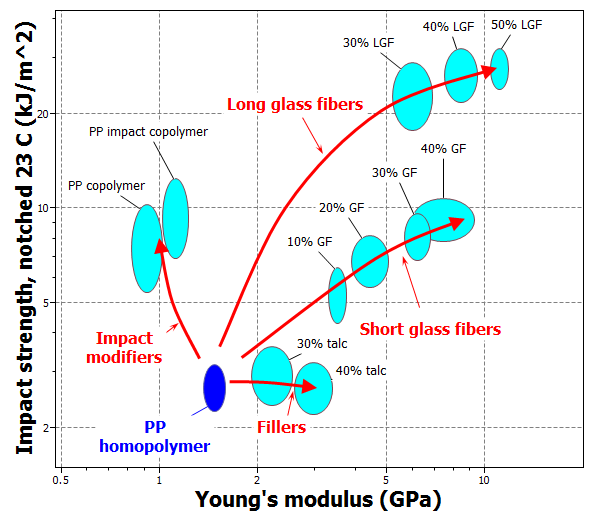 Impact strength, notched 23 C (kJ/m^2)
50% LGF
40% LGF
30% LGF
Long glass fibers
20
PP impact copolymer
40% GF
30% GF
PP copolymer
20% GF
10
10% GF
5
Impact
modifiers
Short glass fibers
30% talc
40% talc
PP
homopolymer
Fillers
2
0.5
1
2
5
10
Young's modulus (GPa)